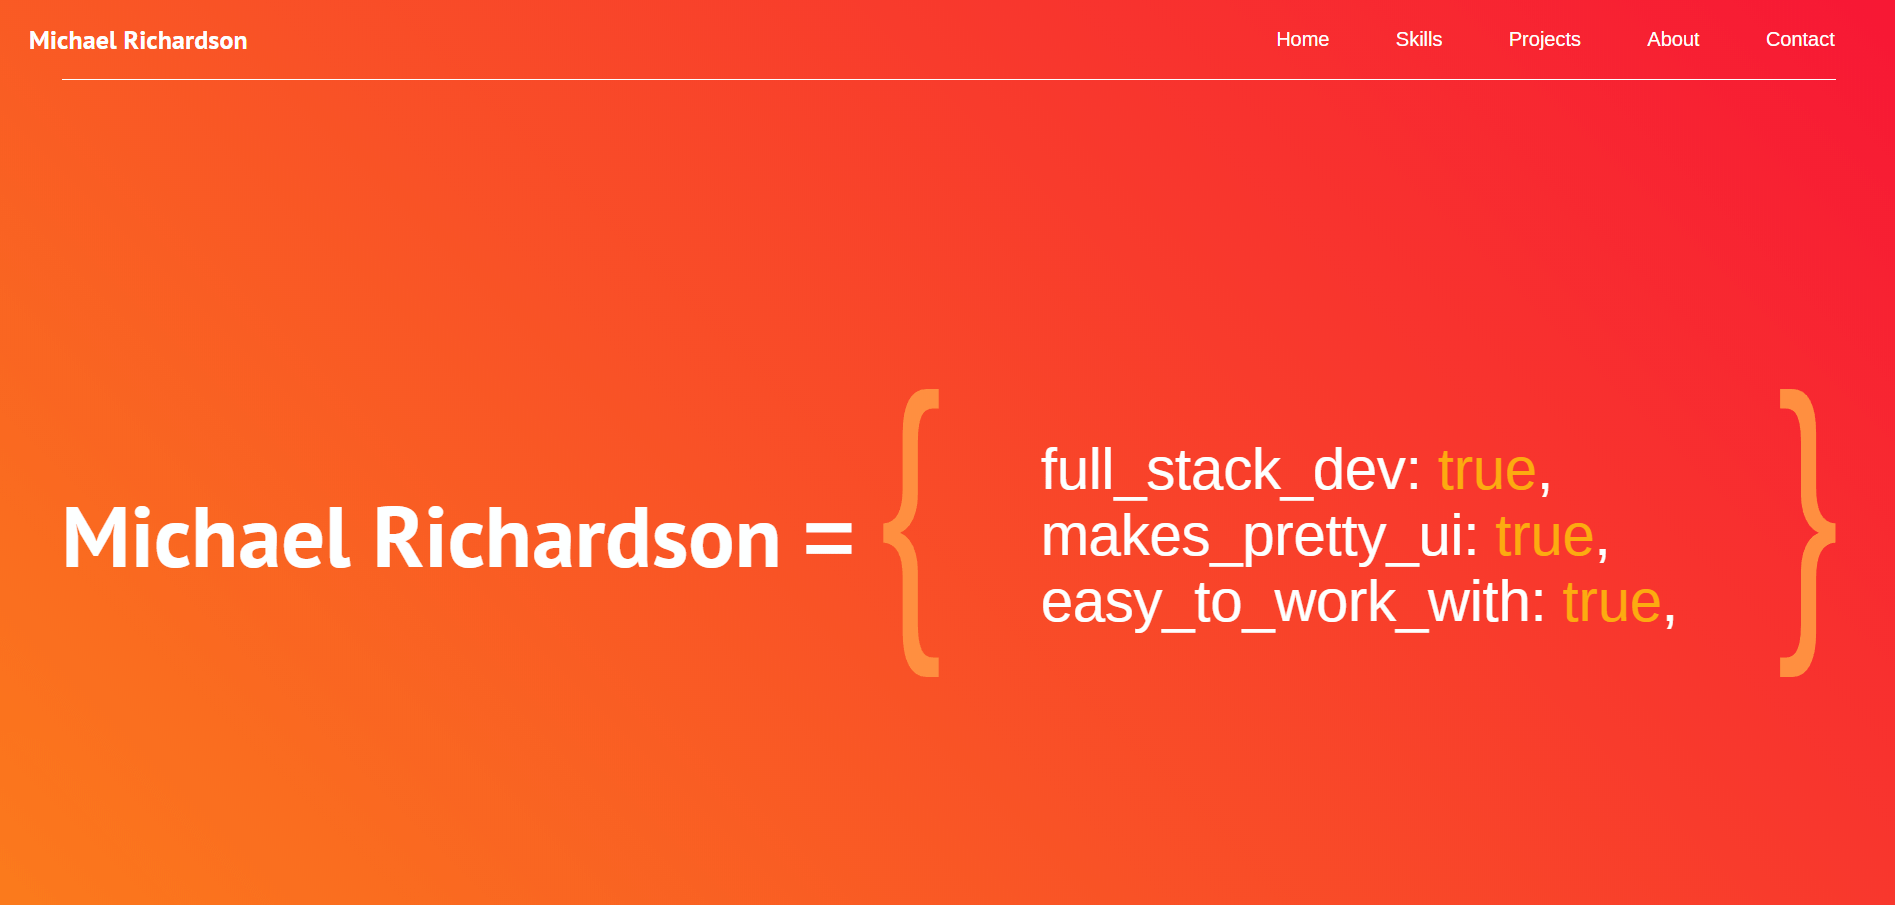 Michael Richardson
Home Skills Projects About Contact
Michael Richardson = {
full_stack_dev: true,
makes_pretty_ui: true,
easy_to_work_with: true,
}